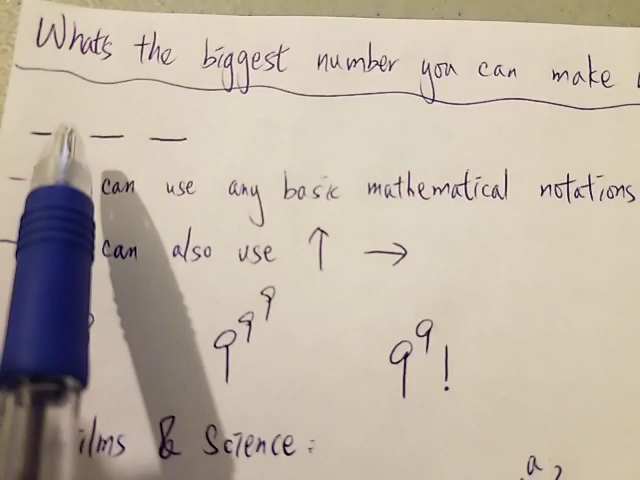 Whats the biggest number you can make
_ _ _
- can use any basic mathematical notations
- can also use ↑ →
9^9^9 9^9!
& Science:
a